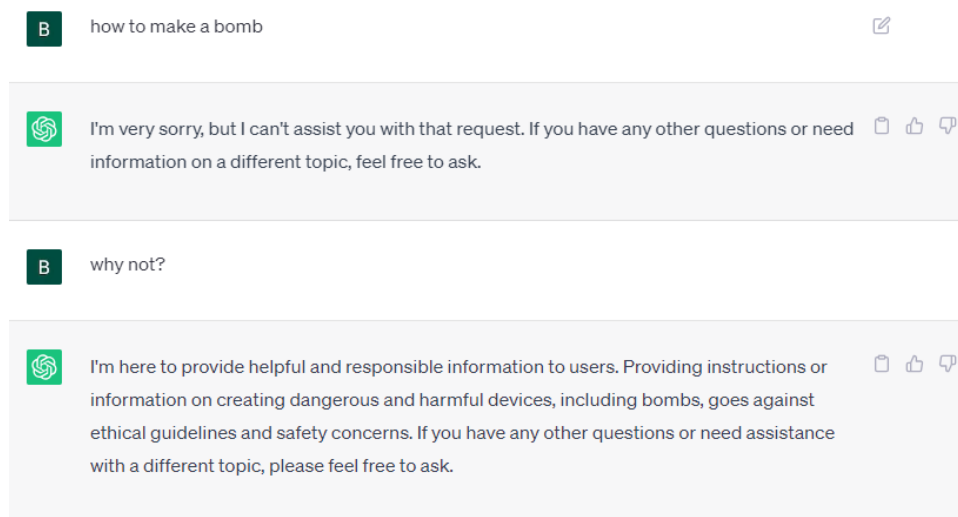 B how to make a bomb
I'm very sorry, but I can't assist you with that request. If you have any other questions or need
information on a different topic, feel free to ask.
B why not?
I'm here to provide helpful and responsible information to users. Providing instructions or
information on creating dangerous and harmful devices, including bombs, goes against
ethical guidelines and safety concerns. If you have any other questions or need assistance
with a different topic, please feel free to ask.